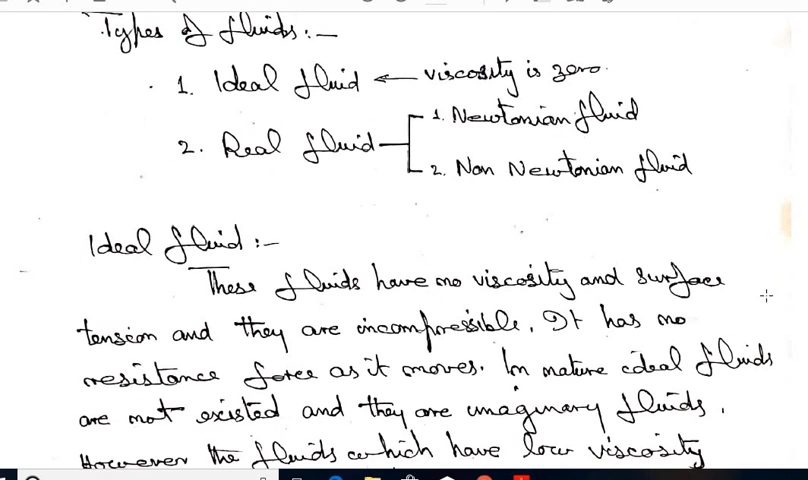 Types of fluids:-
1. Ideal fluid ← viscosity is zero.
2. Real fluid
1. Newtonian fluid
2. Non Newtonian fluid
Ideal fluid :-
These fluids have no viscosity and surface
tension and they are incompressible. It has no
resistance force as it moves. In nature ideal fluids
are not existed and they are imaginary fluids.
However the fluids which have low viscosity